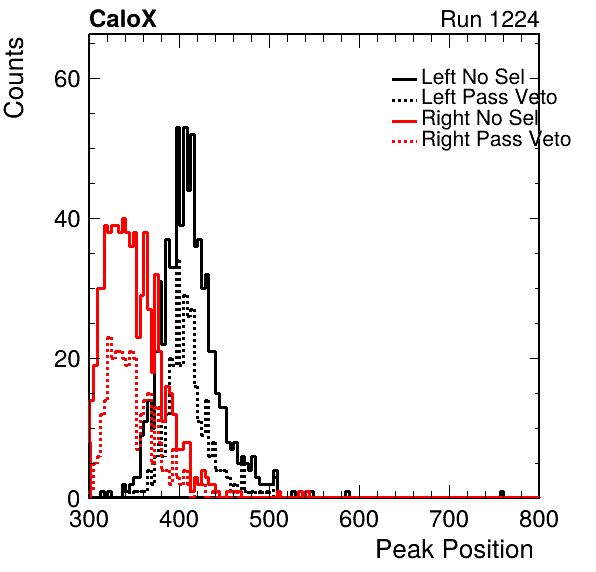 CaloX Run 1224
Counts
60
40
20
0
Left No Sel
Left Pass Veto
Right No Sel
Right Pass Veto
300 400 500 600 700 800
Peak Position